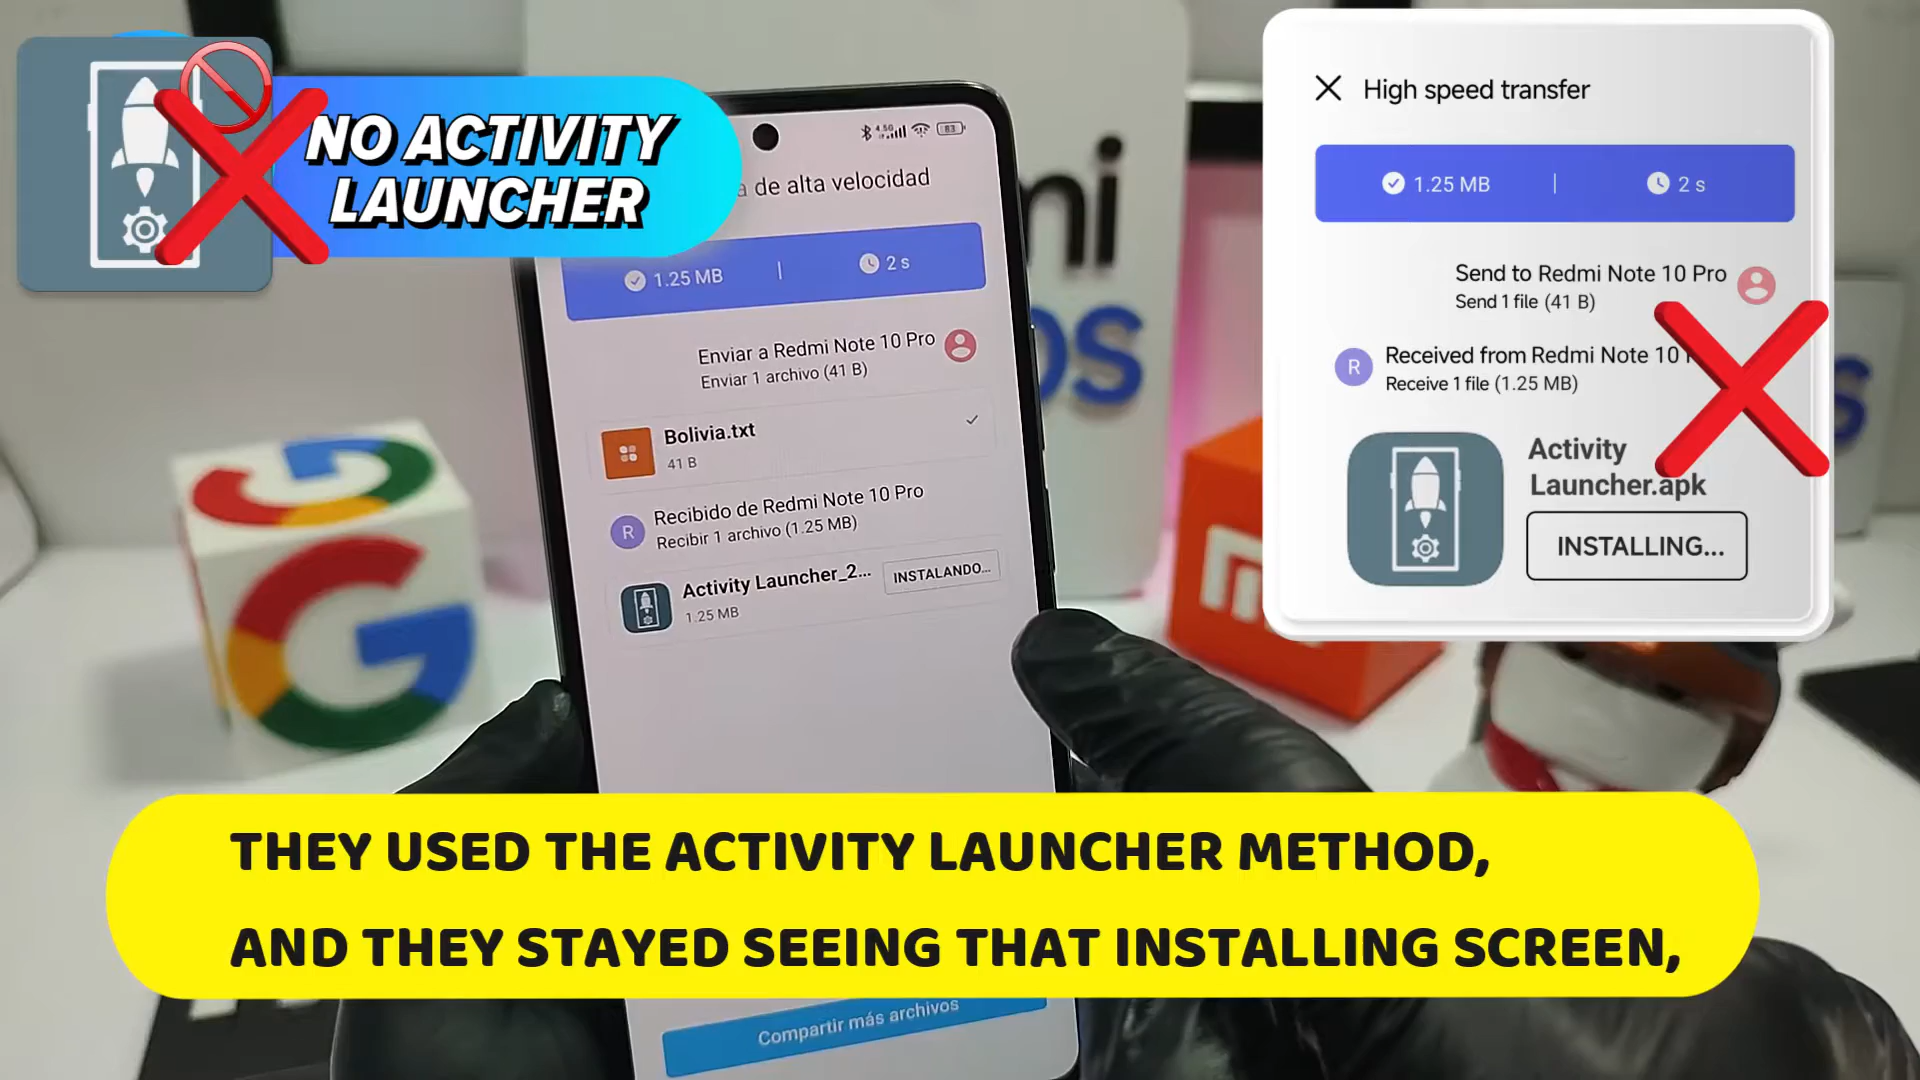 NO ACTIVITY
LAUNCHER
4.5G
83
a de alta velocidad
1.25 MB | 2 s
Enviar a Redmi Note 10 Pro
Enviar 1 archivo (41 B)
Bolivia.txt
41 B
R
Recibido de Redmi Note 10 Pro
Recibir 1 archivo (1.25 MB)
Activity Launcher_2...
INSTALANDO...
1.25 MB
Compartir más archivos
High speed transfer
1.25 MB | 2 s
Send to Redmi Note 10 Pro
Send 1 file (41 B)
R
Received from Redmi Note 10
Receive 1 file (1.25 MB)
Activity
Launcher.apk
INSTALLING...
G
THEY USED THE ACTIVITY LAUNCHER METHOD,
AND THEY STAYED SEEING THAT INSTALLING SCREEN,